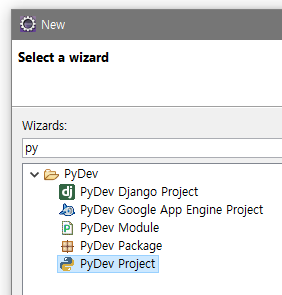 New
Select a wizard
Wizards:
py
PyDev
PyDev Django Project
PyDev Google App Engine Project
PyDev Module
PyDev Package
PyDev Project